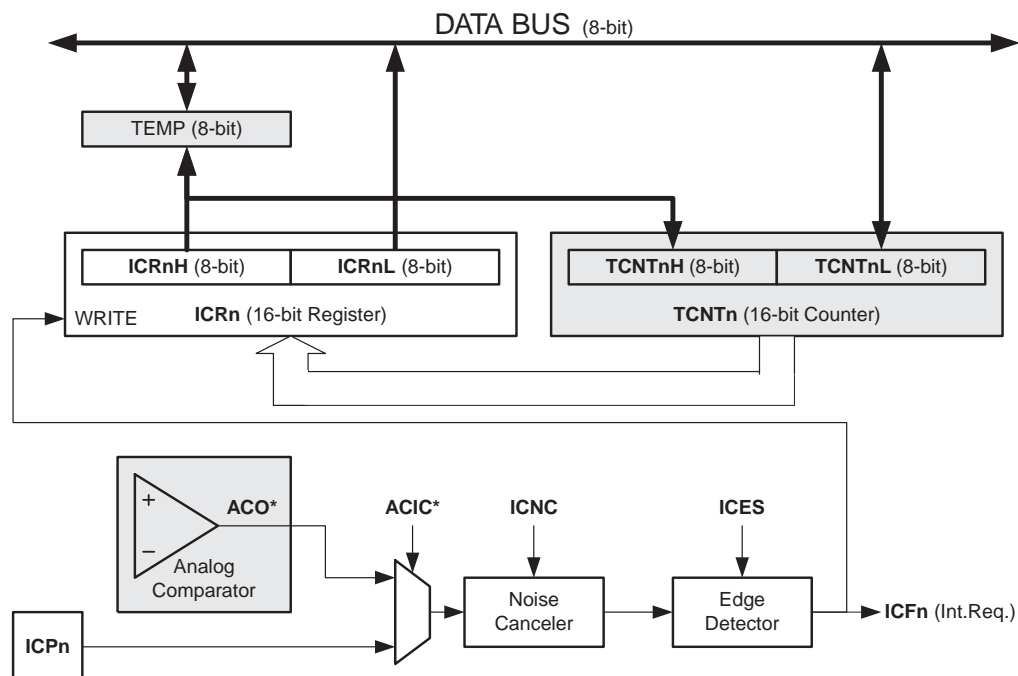 DATA BUS (8-bit)
TEMP (8-bit)
ICRnH (8-bit)
ICRnL (8-bit)
TCNTnH (8-bit)
TCNTnL (8-bit)
WRITE
ICRn (16-bit Register)
TCNTn (16-bit Counter)
+
−
ACO*
Analog
Comparator
ACIC*
ICNC
ICES
Noise
Canceler
Edge
Detector
ICFn (Int.Req.)
ICPn